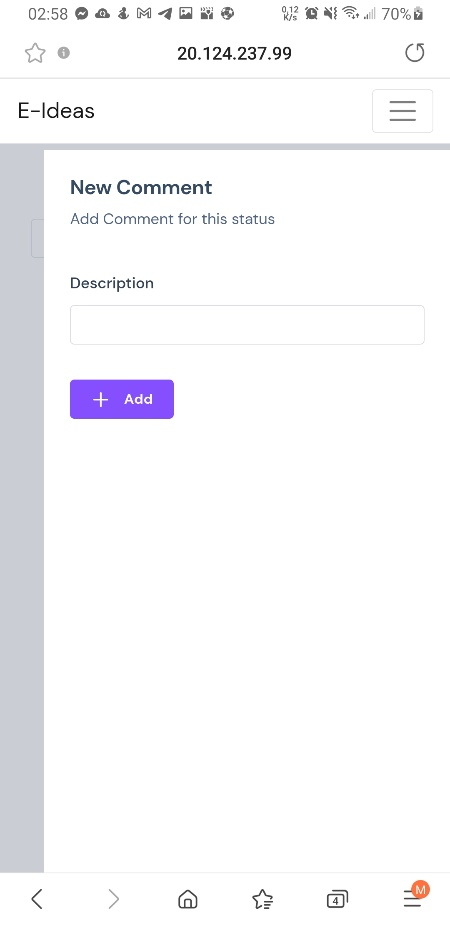 02:58 0,12 K/s 70%
20.124.237.99
E-Ideas
New Comment
Add Comment for this status
Description
+ Add
4 M